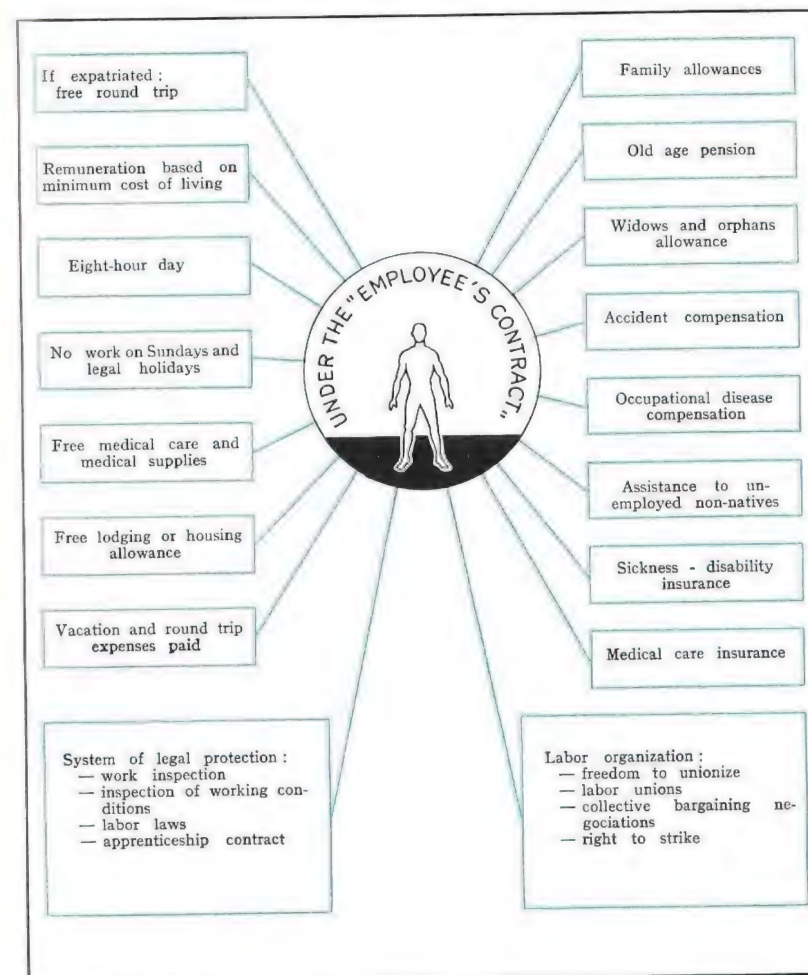 If expatriated :
free round trip
Remuneration based on
minimum cost of living
Eight-hour day
No work on Sundays and
legal holidays
Free medical care and
medical supplies
Free lodging or housing
allowance
Vacation and round trip
expenses paid
System of legal protection :
— work inspection
— inspection of working con-
ditions
— labor laws
— apprenticeship contract
UNDER THE "EMPLOYEE'S CONTRACT"
Family allowances
Old age pension
Widows and orphans
allowance
Accident compensation
Occupational disease
compensation
Assistance to un-
employed non-natives
Sickness - disability
insurance
Medical care insurance
Labor organization :
— freedom to unionize
— labor unions
— collective bargaining ne-
gociations
— right to strike